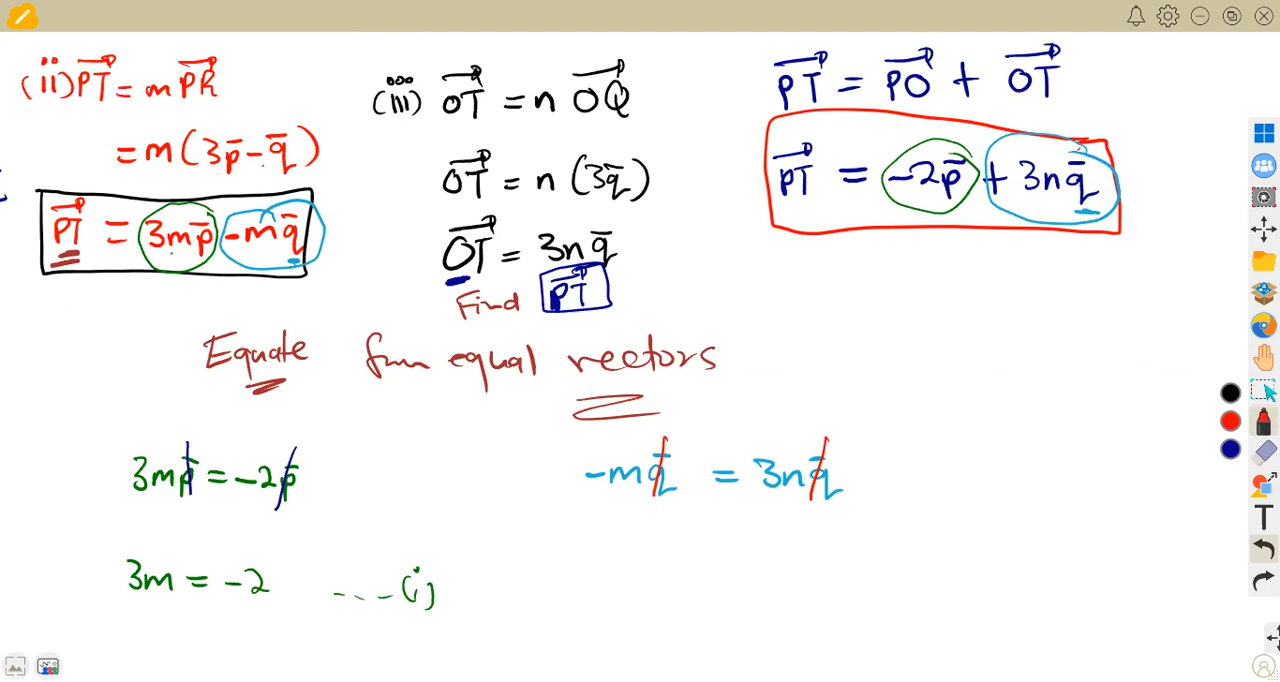 (ii) PT⃗ = m PR⃗
= m(3p̄ - q̄)
PT⃗ = 3mp̄ - mq̄
(iii) OT⃗ = n OQ⃗
OT⃗ = n(3q̄)
OT⃗ = 3nq̄
Find PT⃗
PT⃗ = PO⃗ + OT⃗
PT⃗ = -2p̄ + 3nq̄
Equate from equal vectors
3mp̄ = -2p̄
-mq̄ = 3nq̄
3m = -2 ----(i)
T